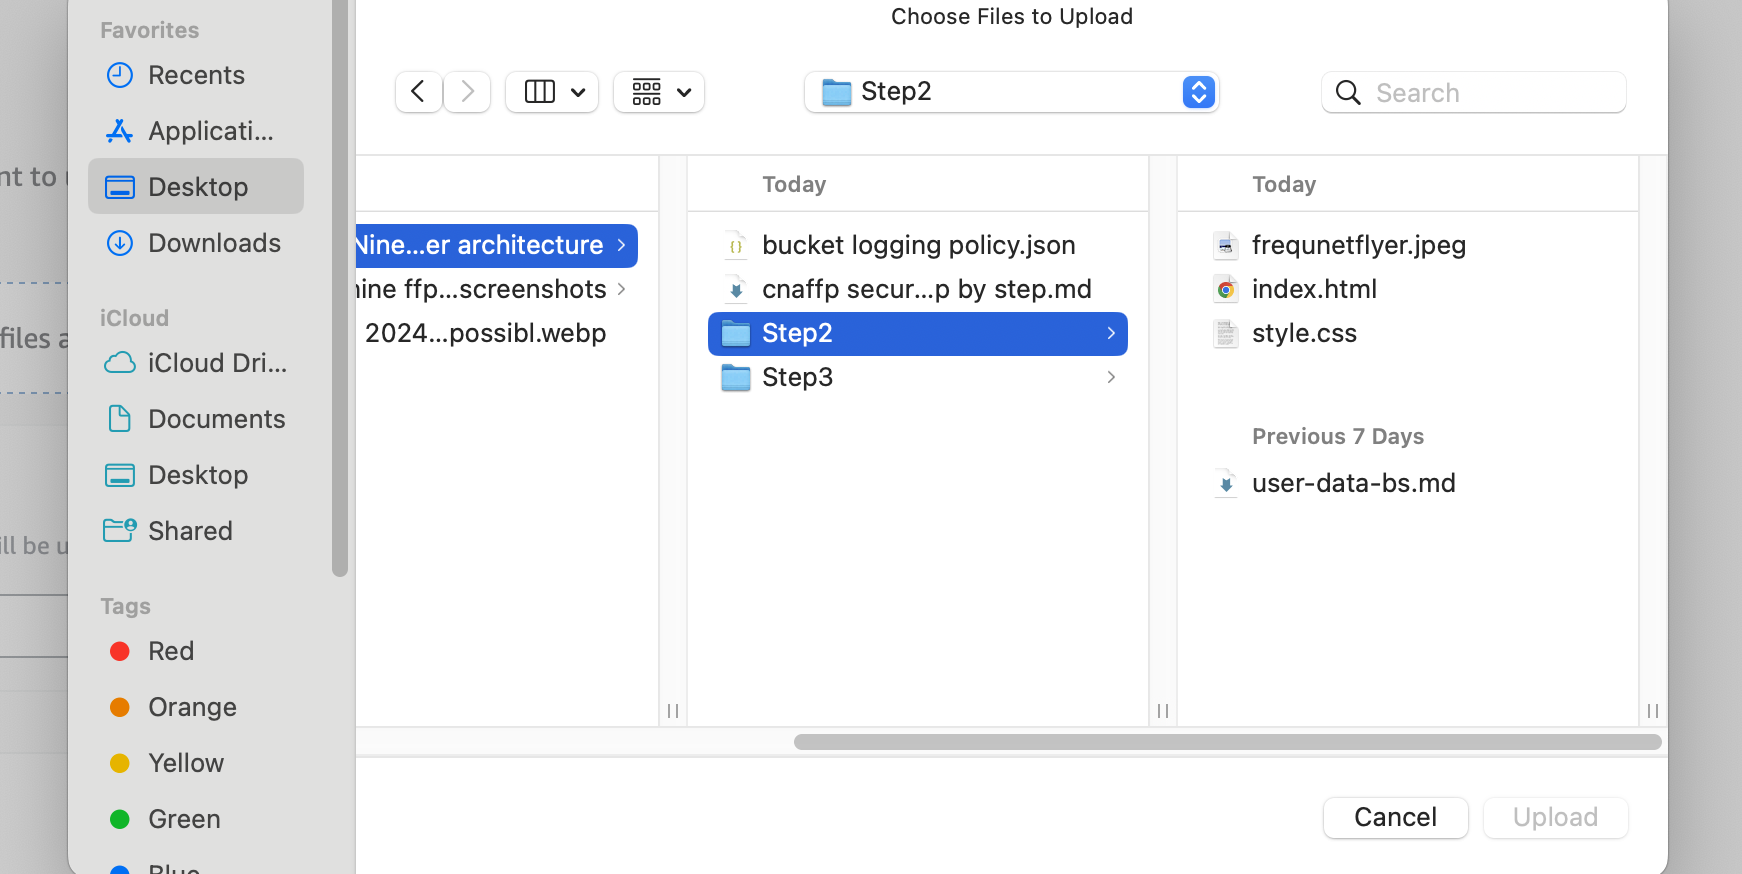 Choose Files to Upload
Favorites
Recents
Applicati...
Desktop
Downloads
iCloud
iCloud Dri...
Documents
Desktop
Shared
Tags
Red
Orange
Yellow
Green
Blue
Step2
Search
Nine...er architecture
nine ffp...screenshots
2024...possibl.webp
Today
bucket logging policy.json
cnaffp secur...p by step.md
Step2
Step3
Today
frequnetflyer.jpeg
index.html
style.css
Previous 7 Days
user-data-bs.md
nt to
files a
ill be u
Cancel
Upload